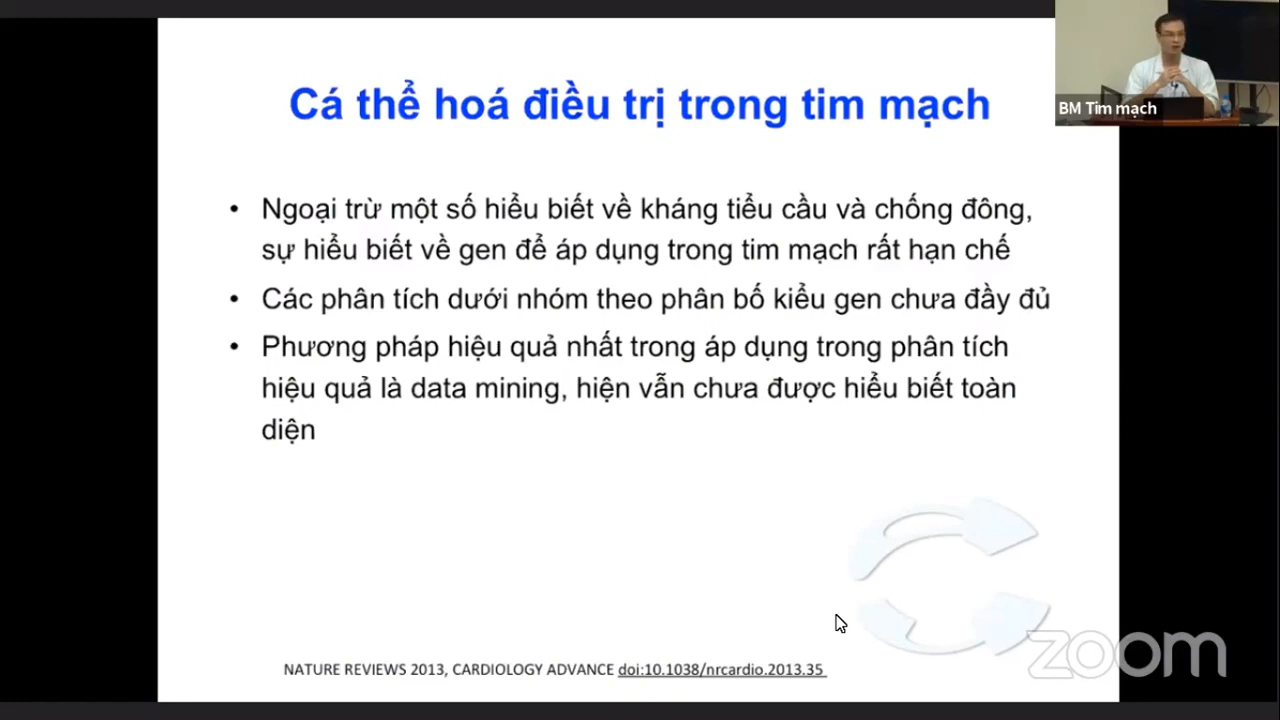 Cá thể hoá điều trị trong tim mạch
BM Tim mạch
• Ngoại trừ một số hiểu biết về kháng tiểu cầu và chống đông,
sự hiểu biết về gen để áp dụng trong tim mạch rất hạn chế
• Các phân tích dưới nhóm theo phân bố kiểu gen chưa đầy đủ
• Phương pháp hiệu quả nhất trong áp dụng trong phân tích
hiệu quả là data mining, hiện vẫn chưa được hiểu biết toàn
diện
NATURE REVIEWS 2013, CARDIOLOGY ADVANCE doi:10.1038/nrcardio.2013.35
zoom